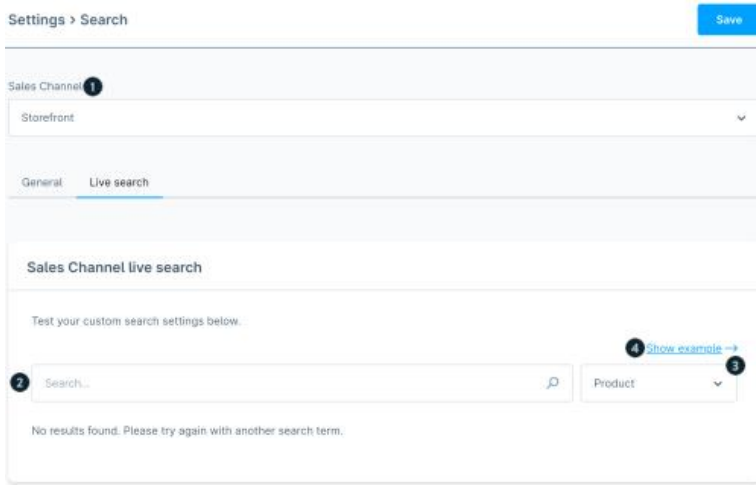 Settings > Search
Save
Sales Channel 1
Storefront
General Live search
Sales Channel live search
Test your custom search settings below.
4 Show example →
3
2 Search... Product
No results found. Please try again with another search term.